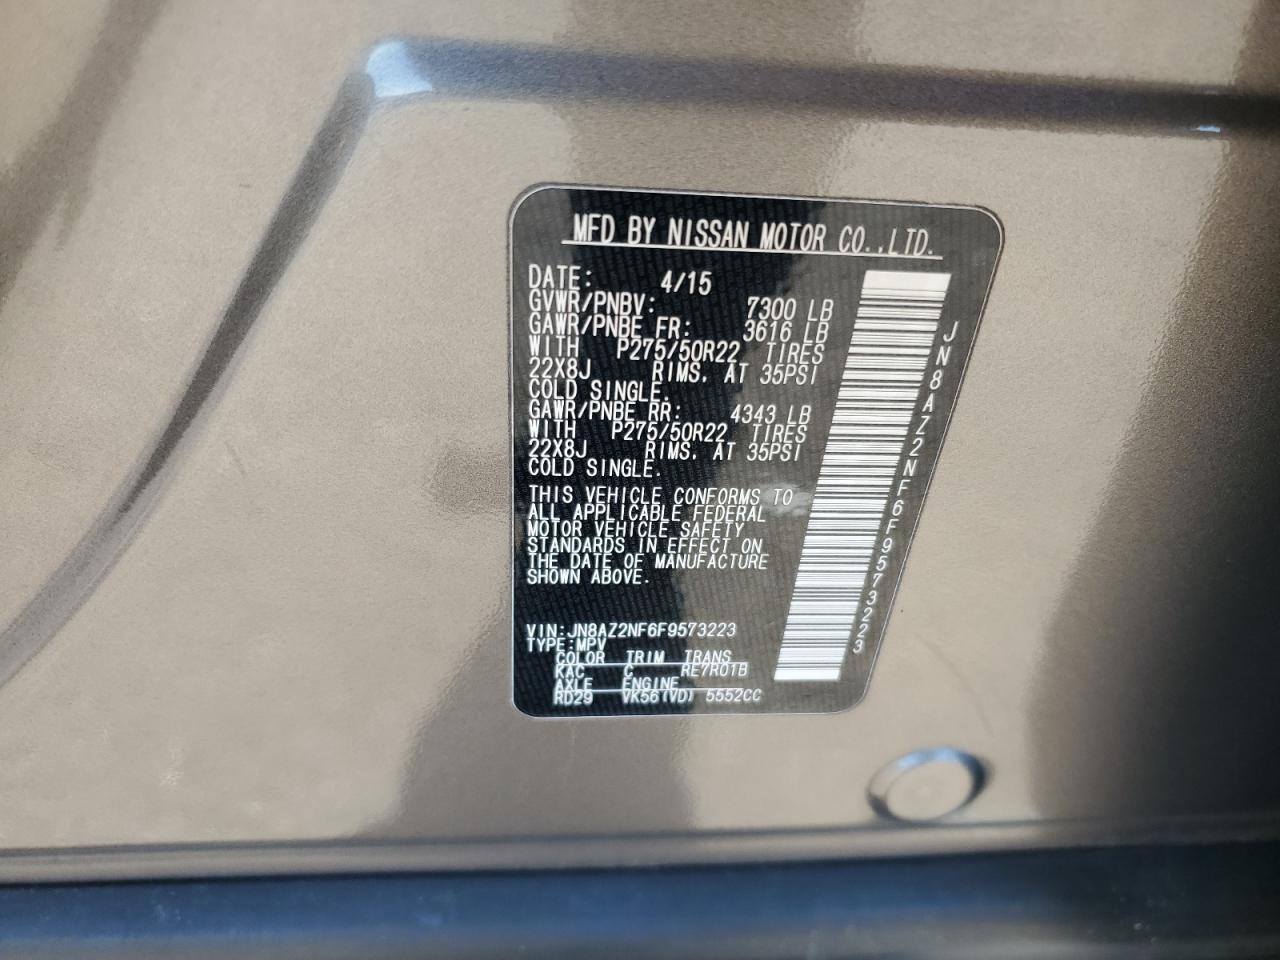 MFD BY NISSAN MOTOR CO.,LTD.
DATE: 4/15
GVWR/PNBV: 7300 LB
GAWR/PNBE FR: 3616 LB
WITH P275/50R22 TIRES
22X8J RIMS, AT 35PSI
COLD SINGLE.
GAWR/PNBE RR: 4343 LB
WITH P275/50R22 TIRES
22X8J RIMS, AT 35PSI
COLD SINGLE.
THIS VEHICLE CONFORMS TO
ALL APPLICABLE FEDERAL
MOTOR VEHICLE SAFETY
STANDARDS IN EFFECT ON
THE DATE OF MANUFACTURE
SHOWN ABOVE.
VIN:JN8AZ2NF6F9573223
TYPE:MPV
COLOR TRIM TRANS
KAC C RE7R01B
AXLE ENGINE
RD29 VK56(VD) 5552CC
JN8AZ2NF6F9573223